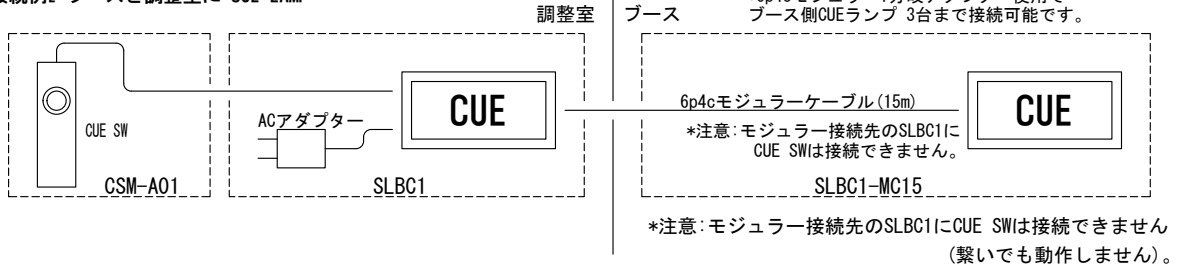 調整室
ブース
ブース側CUEランプ 3台まで接続可能です。
CUE SW
CSM-A01
ACアダプター
CUE
SLBC1
6p4cモジュラーケーブル(15m)
*注意:モジュラー接続先のSLBC1に
CUE SWは接続できません。
CUE
SLBC1-MC15
*注意:モジュラー接続先のSLBC1にCUE SWは接続できません
(繋いでも動作しません)。